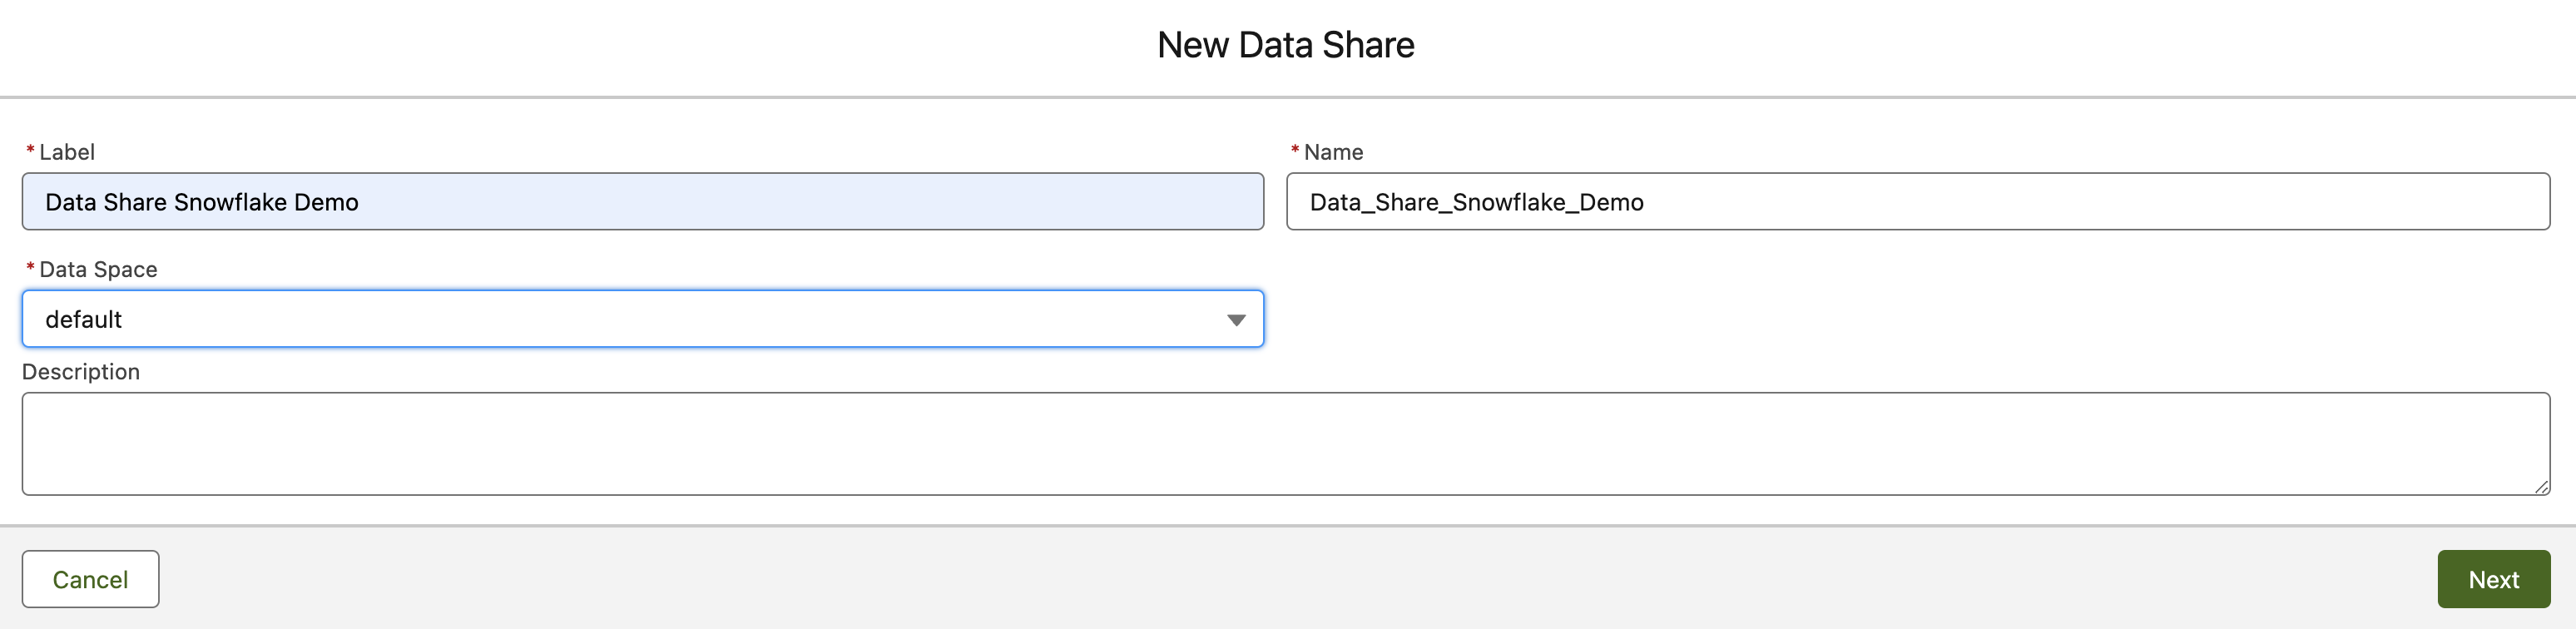 New Data Share
* Label
Data Share Snowflake Demo
* Name
Data_Share_Snowflake_Demo
* Data Space
default
Description
Cancel
Next